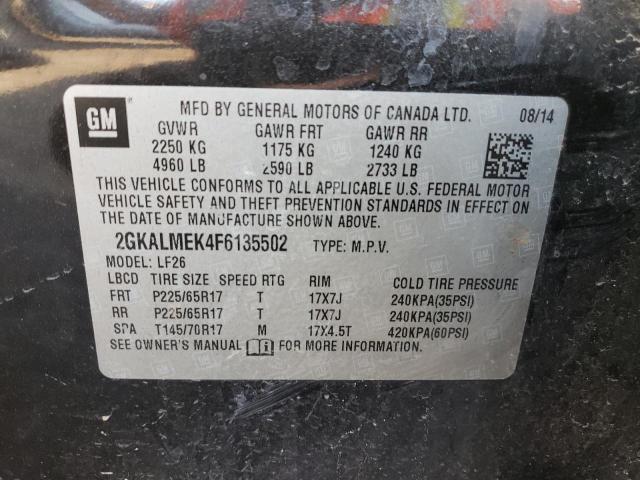 GM
MFD BY GENERAL MOTORS OF CANADA LTD. 08/14
GVWR GAWR FRT GAWR RR
2250 KG 1175 KG 1240 KG
4960 LB 2590 LB 2733 LB
THIS VEHICLE CONFORMS TO ALL APPLICABLE U.S. FEDERAL MOTOR
VEHICLE SAFETY AND THEFT PREVENTION STANDARDS IN EFFECT ON
THE DATE OF MANUFACTURE SHOWN ABOVE.
2GKALMEK4F6135502 TYPE: M.P.V.
MODEL: LF26
LBCD TIRE SIZE SPEED RTG RIM COLD TIRE PRESSURE
FRT P225/65R17 T 17X7J 240KPA(35PSI)
RR P225/65R17 T 17X7J 240KPA(35PSI)
SPA T145/70R17 M 17X4.5T 420KPA(60PSI)
SEE OWNER'S MANUAL FOR MORE INFORMATION.